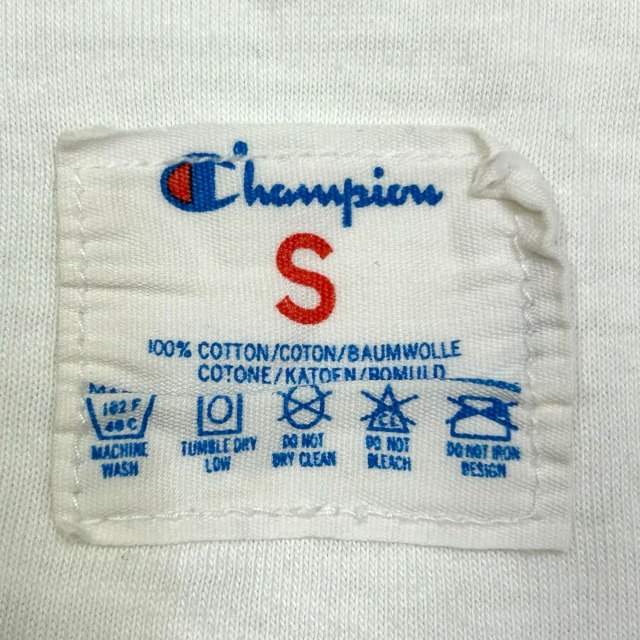 Champion®
S
100% COTTON/COTON/BAUMWOLLE
COTONE/KATOEN/BOMULD
102 F
40 C
CL
MACHINE WASH
TUMBLE DRY LOW
DO NOT DRY CLEAN
DO NOT BLEACH
DO NOT IRON DESIGN